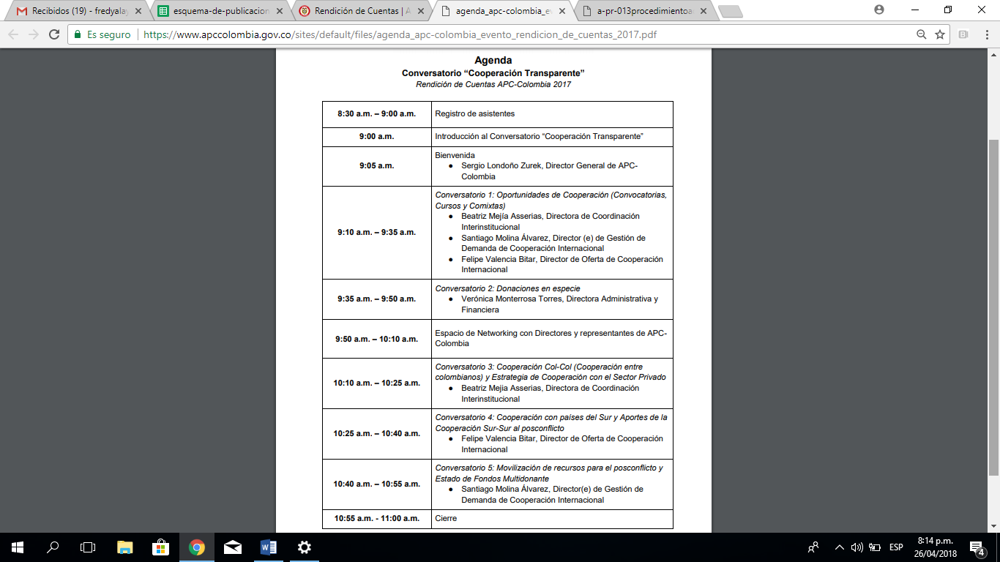 Recibidos (19) - fredyalay
esquema-de-publicacion
Rendición de Cuentas | A
agenda_apc-colombia_ev
a-pr-013procedimientoa
Es seguro | https://www.apccolombia.gov.co/sites/default/files/agenda_apc-colombia_evento_rendicion_de_cuentas_2017.pdf
Agenda
Conversatorio “Cooperación Transparente”
Rendición de Cuentas APC-Colombia 2017
8:30 a.m. – 9:00 a.m.
Registro de asistentes
9:00 a.m.
Introducción al Conversatorio “Cooperación Transparente”
9:05 a.m.
Bienvenida
● Sergio Londoño Zurek, Director General de APC-
Colombia
9:10 a.m. – 9:35 a.m.
Conversatorio 1: Oportunidades de Cooperación (Convocatorias,
Cursos y Comixtas)
● Beatriz Mejía Asserias, Directora de Coordinación
Interinstitucional
● Santiago Molina Álvarez, Director (e) de Gestión de
Demanda de Cooperación Internacional
● Felipe Valencia Bitar, Director de Oferta de Cooperación
Internacional
9:35 a.m. – 9:50 a.m.
Conversatorio 2: Donaciones en especie
● Verónica Monterrosa Torres, Directora Administrativa y
Financiera
9:50 a.m. – 10:10 a.m.
Espacio de Networking con Directores y representantes de APC-
Colombia
10:10 a.m. – 10:25 a.m.
Conversatorio 3: Cooperación Col-Col (Cooperación entre
colombianos) y Estrategia de Cooperación con el Sector Privado
● Beatriz Mejia Asserias, Directora de Coordinación
Interinstitucional
10:25 a.m. – 10:40 a.m.
Conversatorio 4: Cooperación con países del Sur y Aportes de la
Cooperación Sur-Sur al posconflicto
● Felipe Valencia Bitar, Director de Oferta de Cooperación
Internacional
10:40 a.m. – 10:55 a.m.
Conversatorio 5: Movilización de recursos para el posconflicto y
Estado de Fondos Multidonante
● Santiago Molina Álvarez, Director(e) de Gestión de
Demanda de Cooperación Internacional
10:55 a.m. - 11:00 a.m.
Cierre
ESP
8:14 p.m.
26/04/2018
4